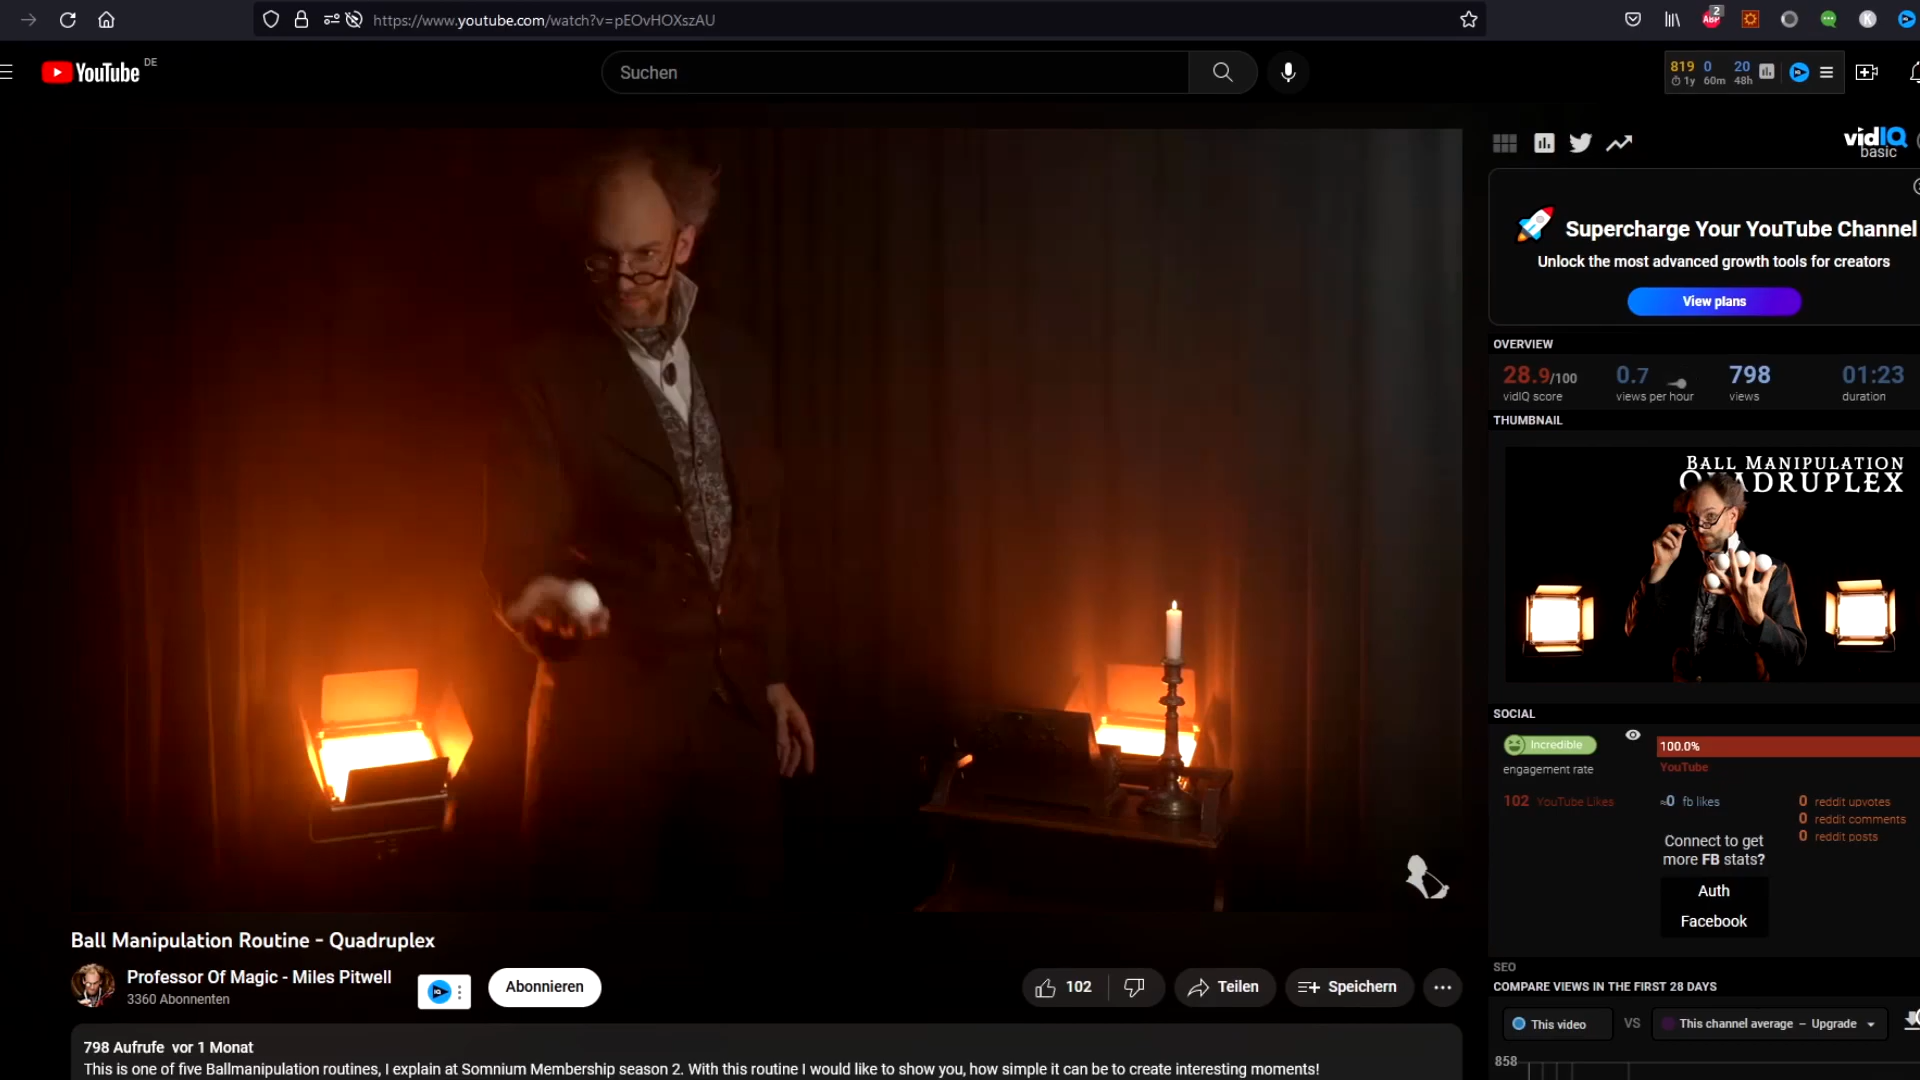 https://www.youtube.com/watch?v=pEOvHOXszAU
ABP
2
K
YouTube DE
Suchen
819 0 20
1y 60m 48h
vidIQ
basic
Supercharge Your YouTube Channel
Unlock the most advanced growth tools for creators
View plans
OVERVIEW
28.9/100 0.7 798 01:23
vidIQ score views per hour views duration
THUMBNAIL
BALL MANIPULATION
QUADRUPLEX
SOCIAL
Incredible
engagement rate
100.0%
YouTube
102 YouTube Likes
≈0 fb likes
0 reddit upvotes
0 reddit comments
0 reddit posts
Connect to get
more FB stats?
Auth
Facebook
SEO
COMPARE VIEWS IN THE FIRST 28 DAYS
This video VS This channel average – Upgrade
858
Ball Manipulation Routine - Quadruplex
Professor Of Magic - Miles Pitwell
3360 Abonnenten
Abonnieren
102
Teilen
Speichern
798 Aufrufe vor 1 Monat
This is one of five Ballmanipulation routines, I explain at Somnium Membership season 2. With this routine I would like to show you, how simple it can be to create interesting moments!